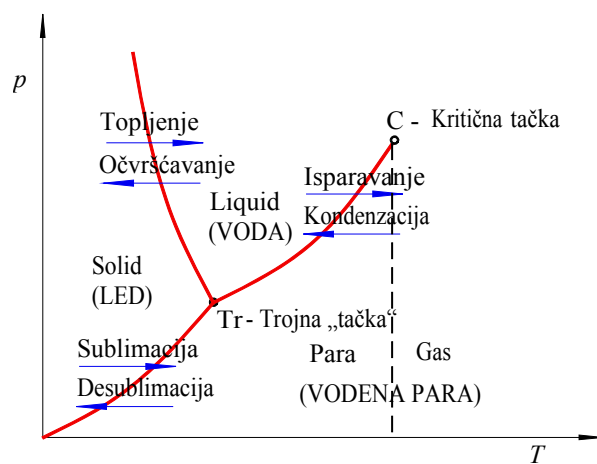 p
C - Kritična tačka
Topljenje
Očvršćavanje
Isparavanje
Liquid
(VODA)
Kondenzacija
Solid
(LED)
Tr - Trojna „tačka“
Sublimacija
Para
Gas
Desublimacija
(VODENA PARA)
T